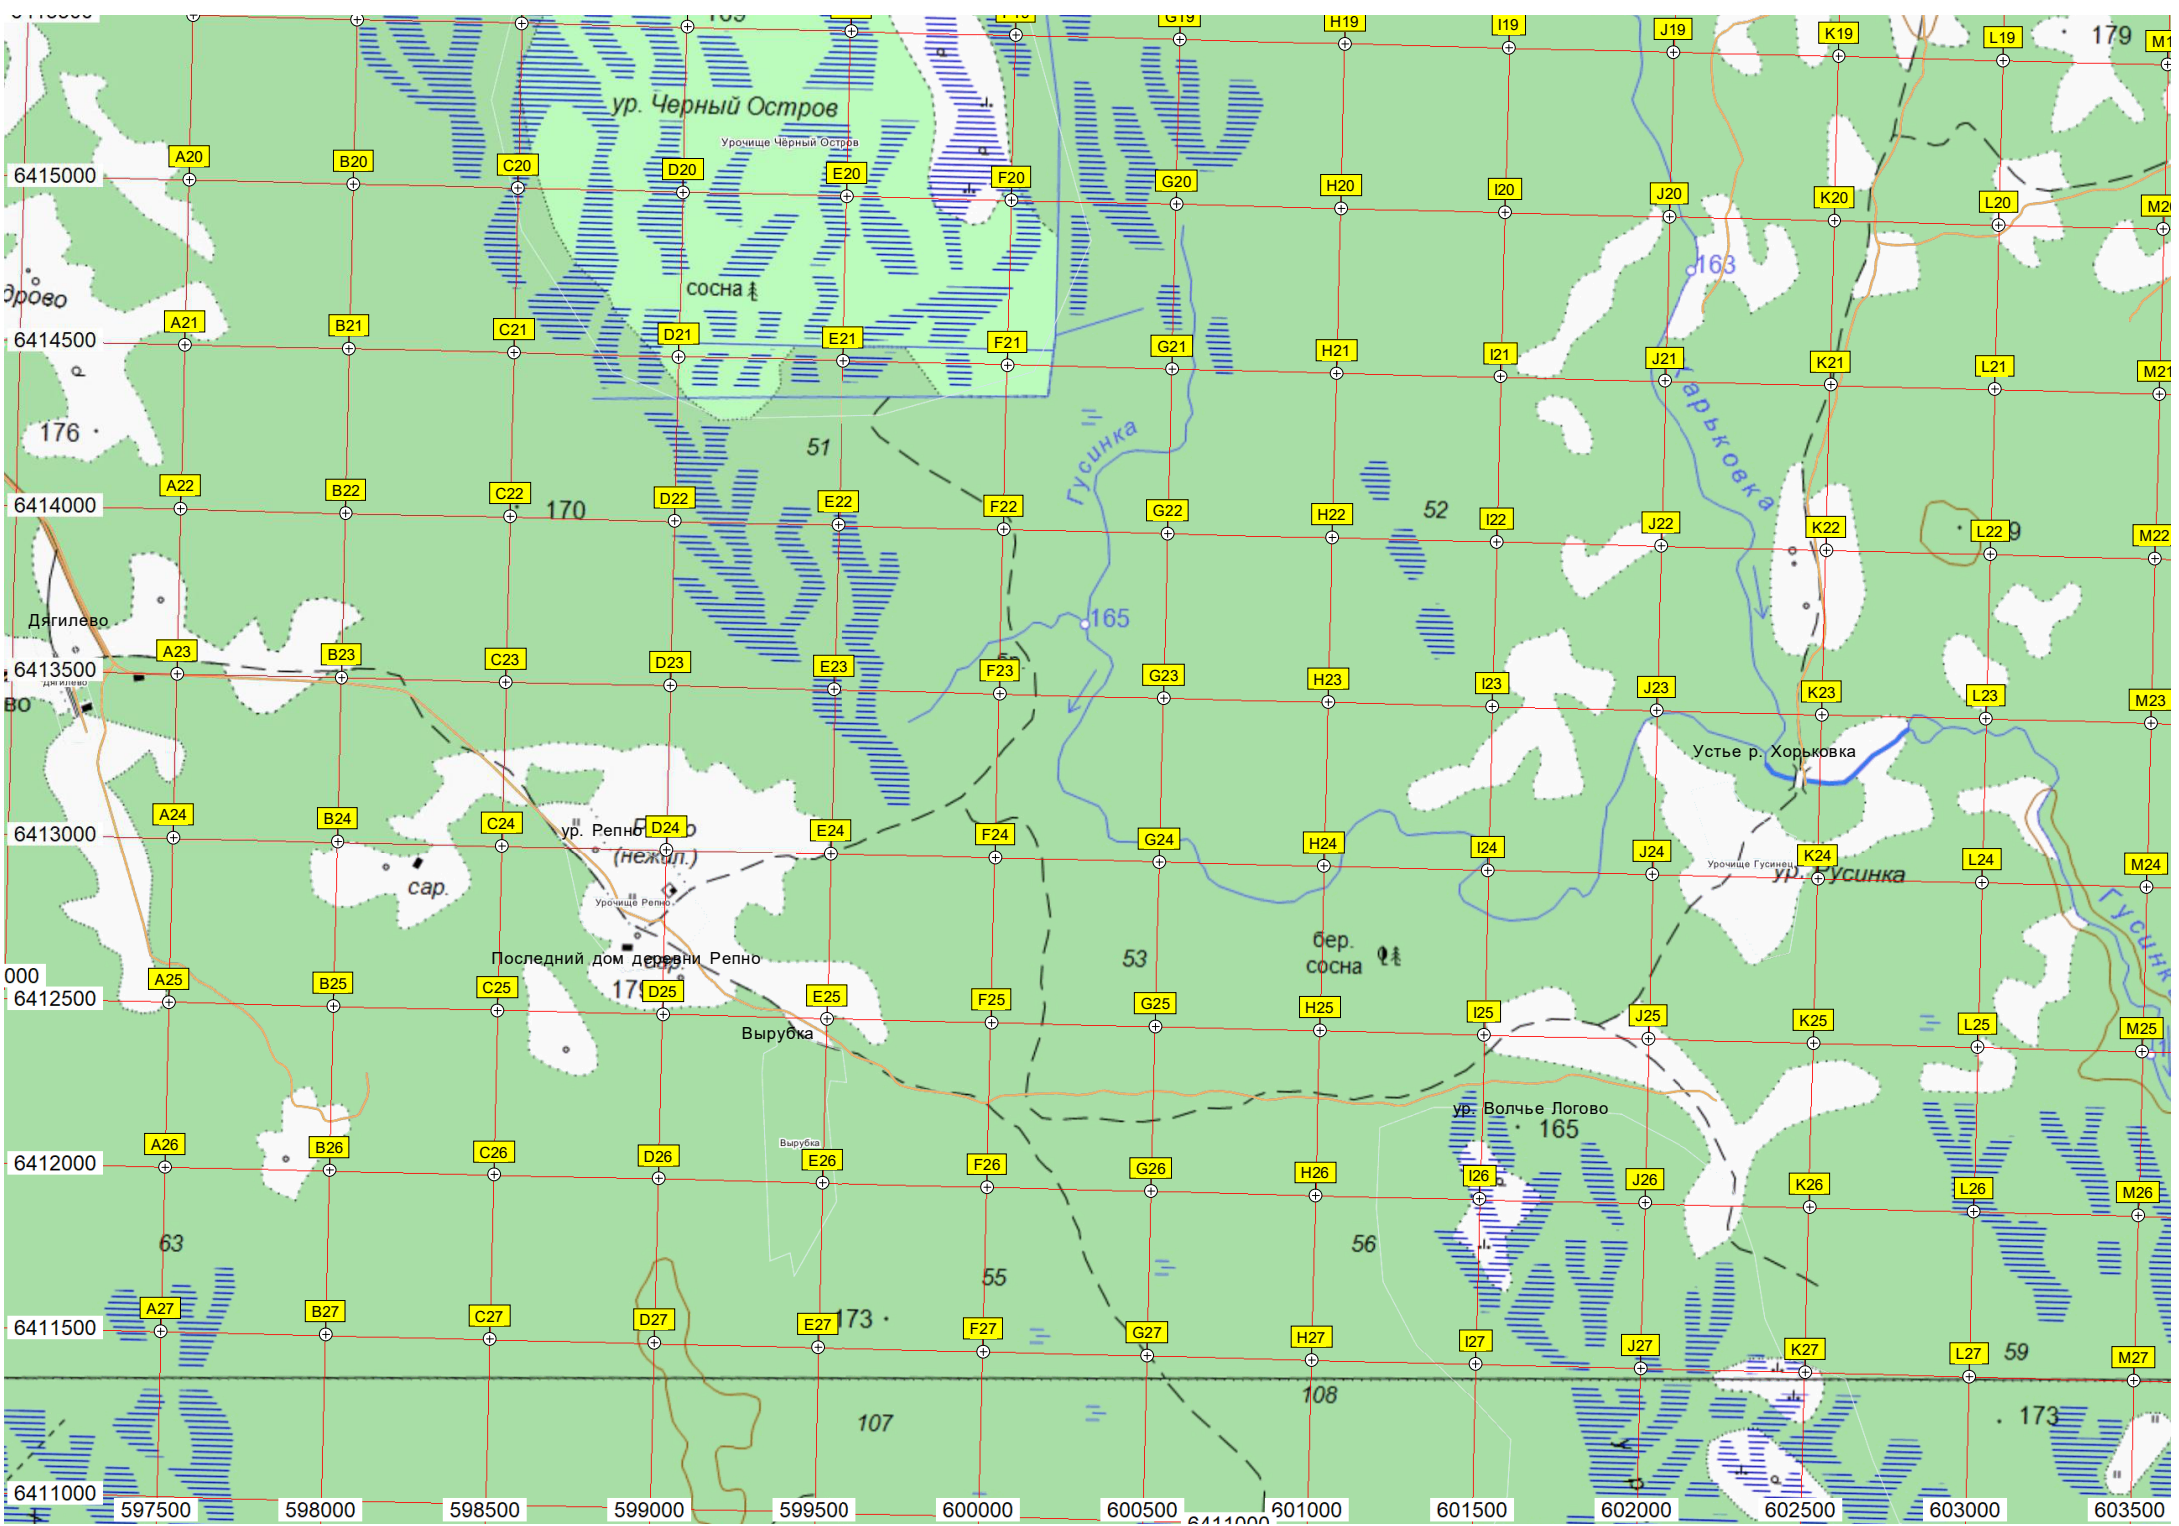 G19
H19
I19
J19
K19
L19
179
ур. Черный Остров
Урочище Чёрный Остров
6415000
A20
B20
C20
D20
E20
F20
G20
H20
I20
J20
K20
L20
163
сосна
6414500
A21
B21
C21
D21
E21
F21
G21
H21
I21
J21
K21
L21
M21
176
51
Гусинка
6414000
A22
B22
C22
170
D22
E22
F22
G22
H22
52
I22
J22
K22
L22
M22
Дягилево
165
6413500
A23
B23
C23
D23
E23
F23
G23
H23
I23
J23
K23
L23
M23
Дягилево
во
Устье р. Хорьковка
6413000
A24
B24
C24
ур. Репно
D24
E24
F24
G24
H24
I24
J24
K24
L24
M24
сар.
Урочище Репно
Урочище Гусинец
бер.
сосна
53
Последний дом деревни Репно
000
6412500
A25
B25
C25
D25
E25
F25
G25
H25
I25
J25
K25
L25
M25
Вырубка
ур. Волчье Логово
165
Вырубка
6412000
A26
B26
C26
D26
E26
F26
G26
H26
I26
J26
K26
L26
M26
63
55
56
6411500
A27
B27
C27
D27
E27
173
F27
G27
H27
I27
J27
K27
L27
59
M27
107
108
173
6411000
597500
598000
598500
599000
599500
600000
600500
601000
601500
602000
602500
603000
603500
6411000